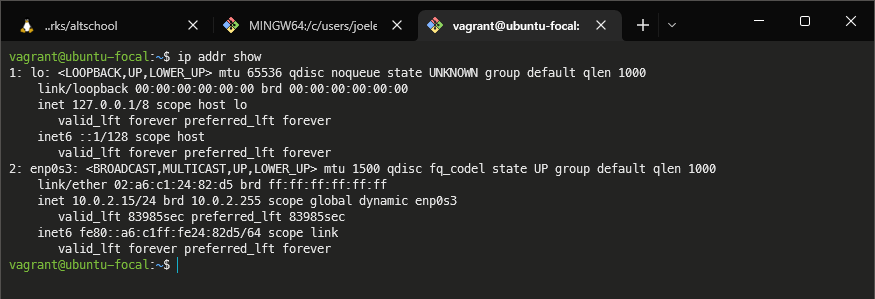 ..rks/altschool
MINGW64:/c/users/joele
vagrant@ubuntu-focal:
vagrant@ubuntu-focal:~$ ip addr show
1: lo: <LOOPBACK,UP,LOWER_UP> mtu 65536 qdisc noqueue state UNKNOWN group default qlen 1000
    link/loopback 00:00:00:00:00:00 brd 00:00:00:00:00:00
    inet 127.0.0.1/8 scope host lo
       valid_lft forever preferred_lft forever
    inet6 ::1/128 scope host
       valid_lft forever preferred_lft forever
2: enp0s3: <BROADCAST,MULTICAST,UP,LOWER_UP> mtu 1500 qdisc fq_codel state UP group default qlen 1000
    link/ether 02:a6:c1:24:82:d5 brd ff:ff:ff:ff:ff:ff
    inet 10.0.2.15/24 brd 10.0.2.255 scope global dynamic enp0s3
       valid_lft 83985sec preferred_lft 83985sec
    inet6 fe80::a6:c1ff:fe24:82d5/64 scope link
       valid_lft forever preferred_lft forever
vagrant@ubuntu-focal:~$